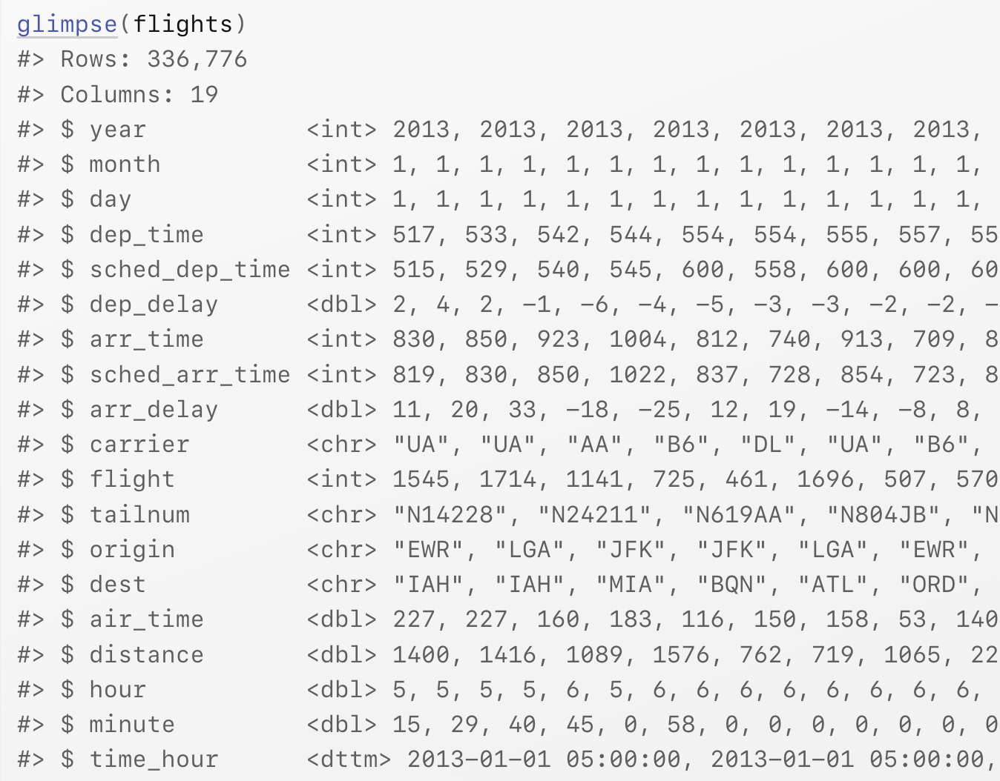 glimpse(flights)
#> Rows: 336,776
#> Columns: 19
#> $ year           <int> 2013, 2013, 2013, 2013, 2013, 2013, 2013,
#> $ month          <int> 1, 1, 1, 1, 1, 1, 1, 1, 1, 1, 1, 1, 1, 1,
#> $ day            <int> 1, 1, 1, 1, 1, 1, 1, 1, 1, 1, 1, 1, 1, 1,
#> $ dep_time       <int> 517, 533, 542, 544, 554, 554, 555, 557, 55
#> $ sched_dep_time <int> 515, 529, 540, 545, 600, 558, 600, 600, 60
#> $ dep_delay      <dbl> 2, 4, 2, −1, −6, −4, −5, −3, −3, −2, −2, −
#> $ arr_time       <int> 830, 850, 923, 1004, 812, 740, 913, 709, 8
#> $ sched_arr_time <int> 819, 830, 850, 1022, 837, 728, 854, 723, 8
#> $ arr_delay      <dbl> 11, 20, 33, −18, −25, 12, 19, −14, −8, 8,
#> $ carrier        <chr> "UA", "UA", "AA", "B6", "DL", "UA", "B6",
#> $ flight         <int> 1545, 1714, 1141, 725, 461, 1696, 507, 570
#> $ tailnum        <chr> "N14228", "N24211", "N619AA", "N804JB", "N
#> $ origin         <chr> "EWR", "LGA", "JFK", "JFK", "LGA", "EWR",
#> $ dest           <chr> "IAH", "IAH", "MIA", "BQN", "ATL", "ORD",
#> $ air_time       <dbl> 227, 227, 160, 183, 116, 150, 158, 53, 140
#> $ distance       <dbl> 1400, 1416, 1089, 1576, 762, 719, 1065, 22
#> $ hour           <dbl> 5, 5, 5, 5, 6, 5, 6, 6, 6, 6, 6, 6, 6, 6,
#> $ minute         <dbl> 15, 29, 40, 45, 0, 58, 0, 0, 0, 0, 0, 0, 0
#> $ time_hour      <dttm> 2013−01−01 05:00:00, 2013−01−01 05:00:00,